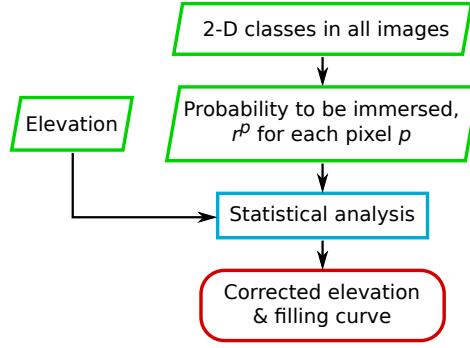 2-D classes in all images
Probability to be immersed,
r^p for each pixel p
Elevation
Statistical analysis
Corrected elevation
& filling curve